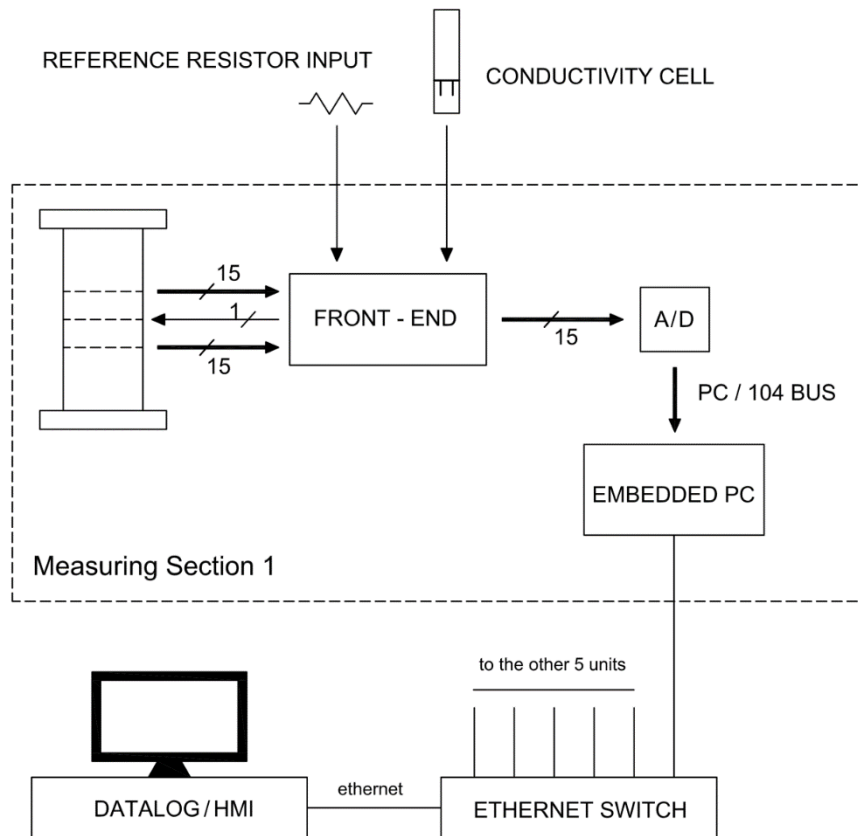 REFERENCE RESISTOR INPUT
CONDUCTIVITY CELL
15
1
15
FRONT - END
15
A/D
PC / 104 BUS
EMBEDDED PC
Measuring Section 1
to the other 5 units
DATALOG/HMI
ethernet
ETHERNET SWITCH